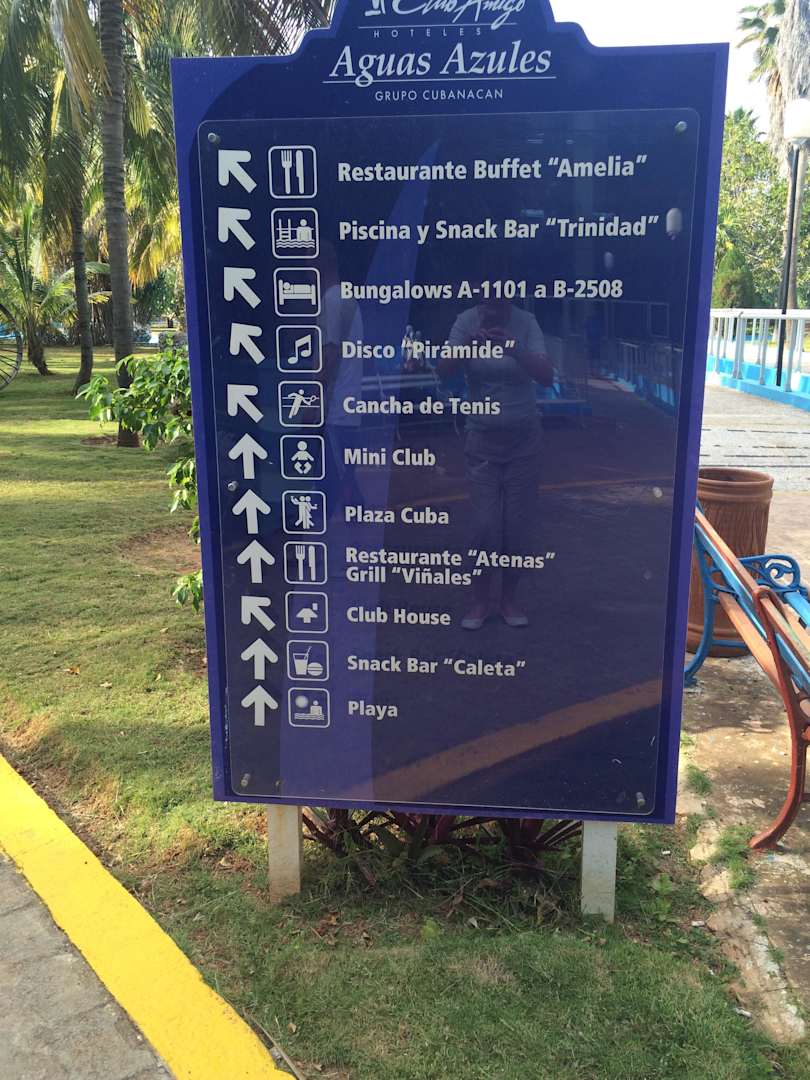 Club Amigo
HOTELES
Aguas Azules
GRUPO CUBANACAN
Restaurante Buffet “Amelia”
Piscina y Snack Bar “Trinidad”
Bungalows A-1101 a B-2508
Disco “Pirámide”
Cancha de Tenis
Mini Club
Plaza Cuba
Restaurante “Atenas”
Grill “Viñales”
Club House
Snack Bar “Caleta”
Playa